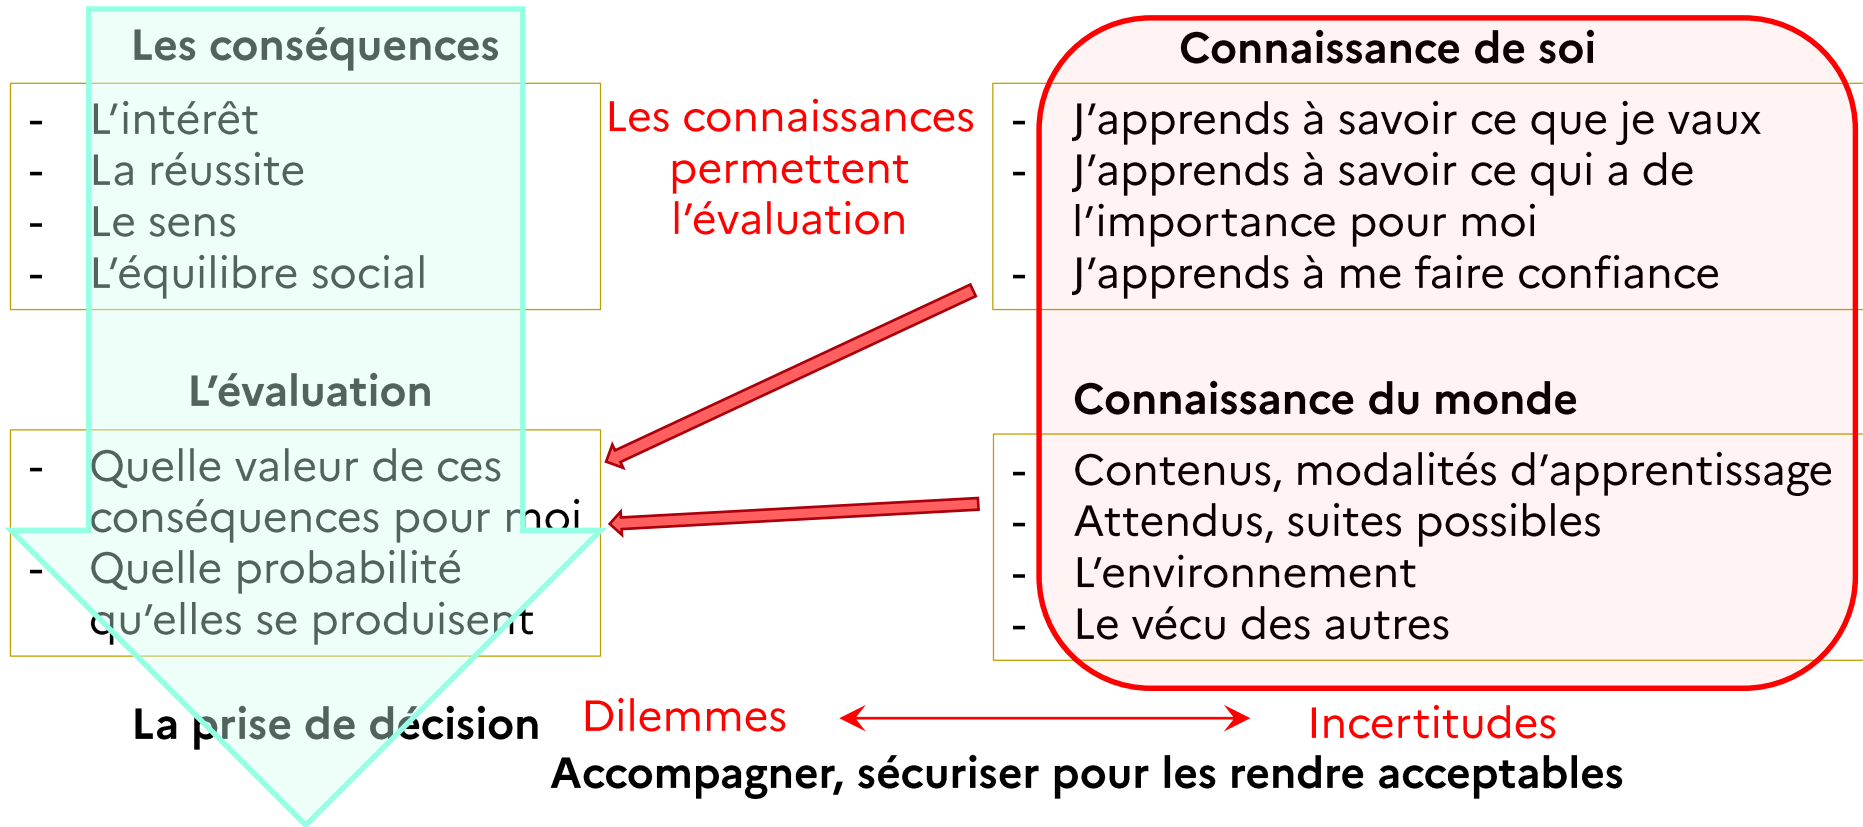 Les conséquences
- L’intérêt
- La réussite
- Le sens
- L’équilibre social
L’évaluation
- Quelle valeur de ces
conséquences pour moi
- Quelle probabilité
qu’elles se produisent
La prise de décision
Les connaissances
permettent
l’évaluation
Connaissance de soi
- J’apprends à savoir ce que je vaux
- J’apprends à savoir ce qui a de
l’importance pour moi
- J’apprends à me faire confiance
Connaissance du monde
- Contenus, modalités d’apprentissage
- Attendus, suites possibles
- L’environnement
- Le vécu des autres
Dilemmes
Incertitudes
Accompagner, sécuriser pour les rendre acceptables